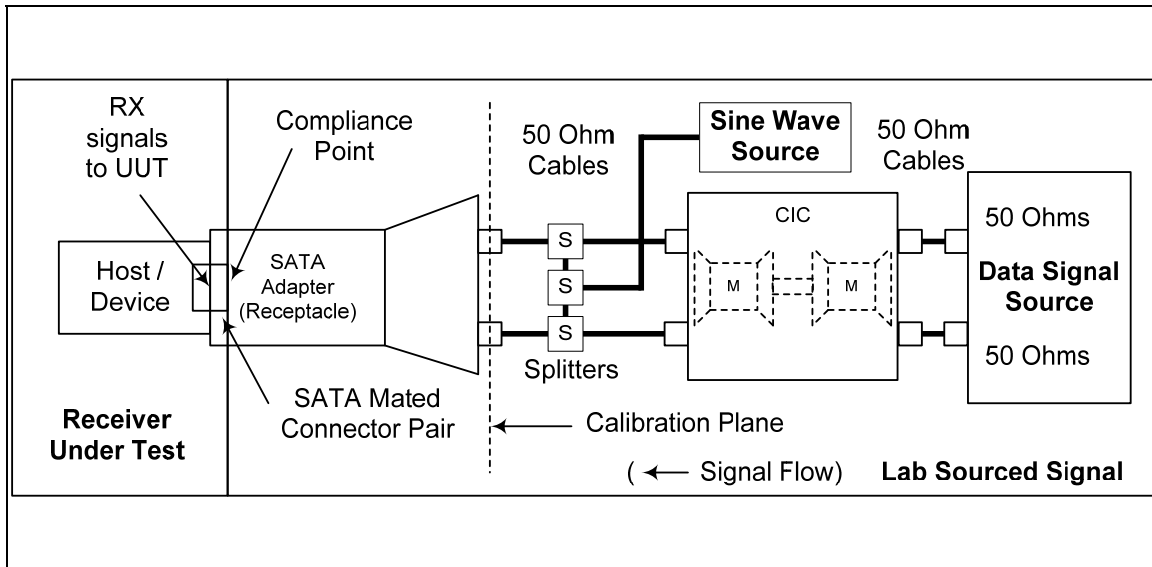 RX
signals
to UUT
Compliance
Point
50 Ohm
Cables
Sine Wave
Source
50 Ohm
Cables
Host /
Device
SATA
Adapter
(Receptacle)
S
S
S
Splitters
CIC
M
M
50 Ohms
Data Signal
Source
50 Ohms
SATA Mated
Connector Pair
Calibration Plane
Receiver
Under Test
( Signal Flow)
Lab Sourced Signal